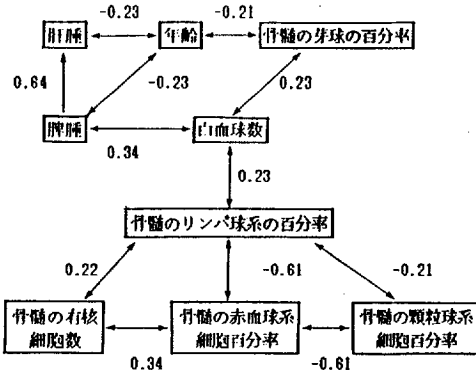 -0.23
-0.21
肝腫
年齢
骨髄の芽球の百分率
0.64
-0.23
0.23
脾腫
白血球数
0.34
0.23
骨髄のリンパ球系の百分率
0.22
-0.61
-0.21
骨髄の有核
細胞数
骨髄の赤血球系
細胞百分率
骨髄の顆粒球系
細胞百分率
0.34
-0.61